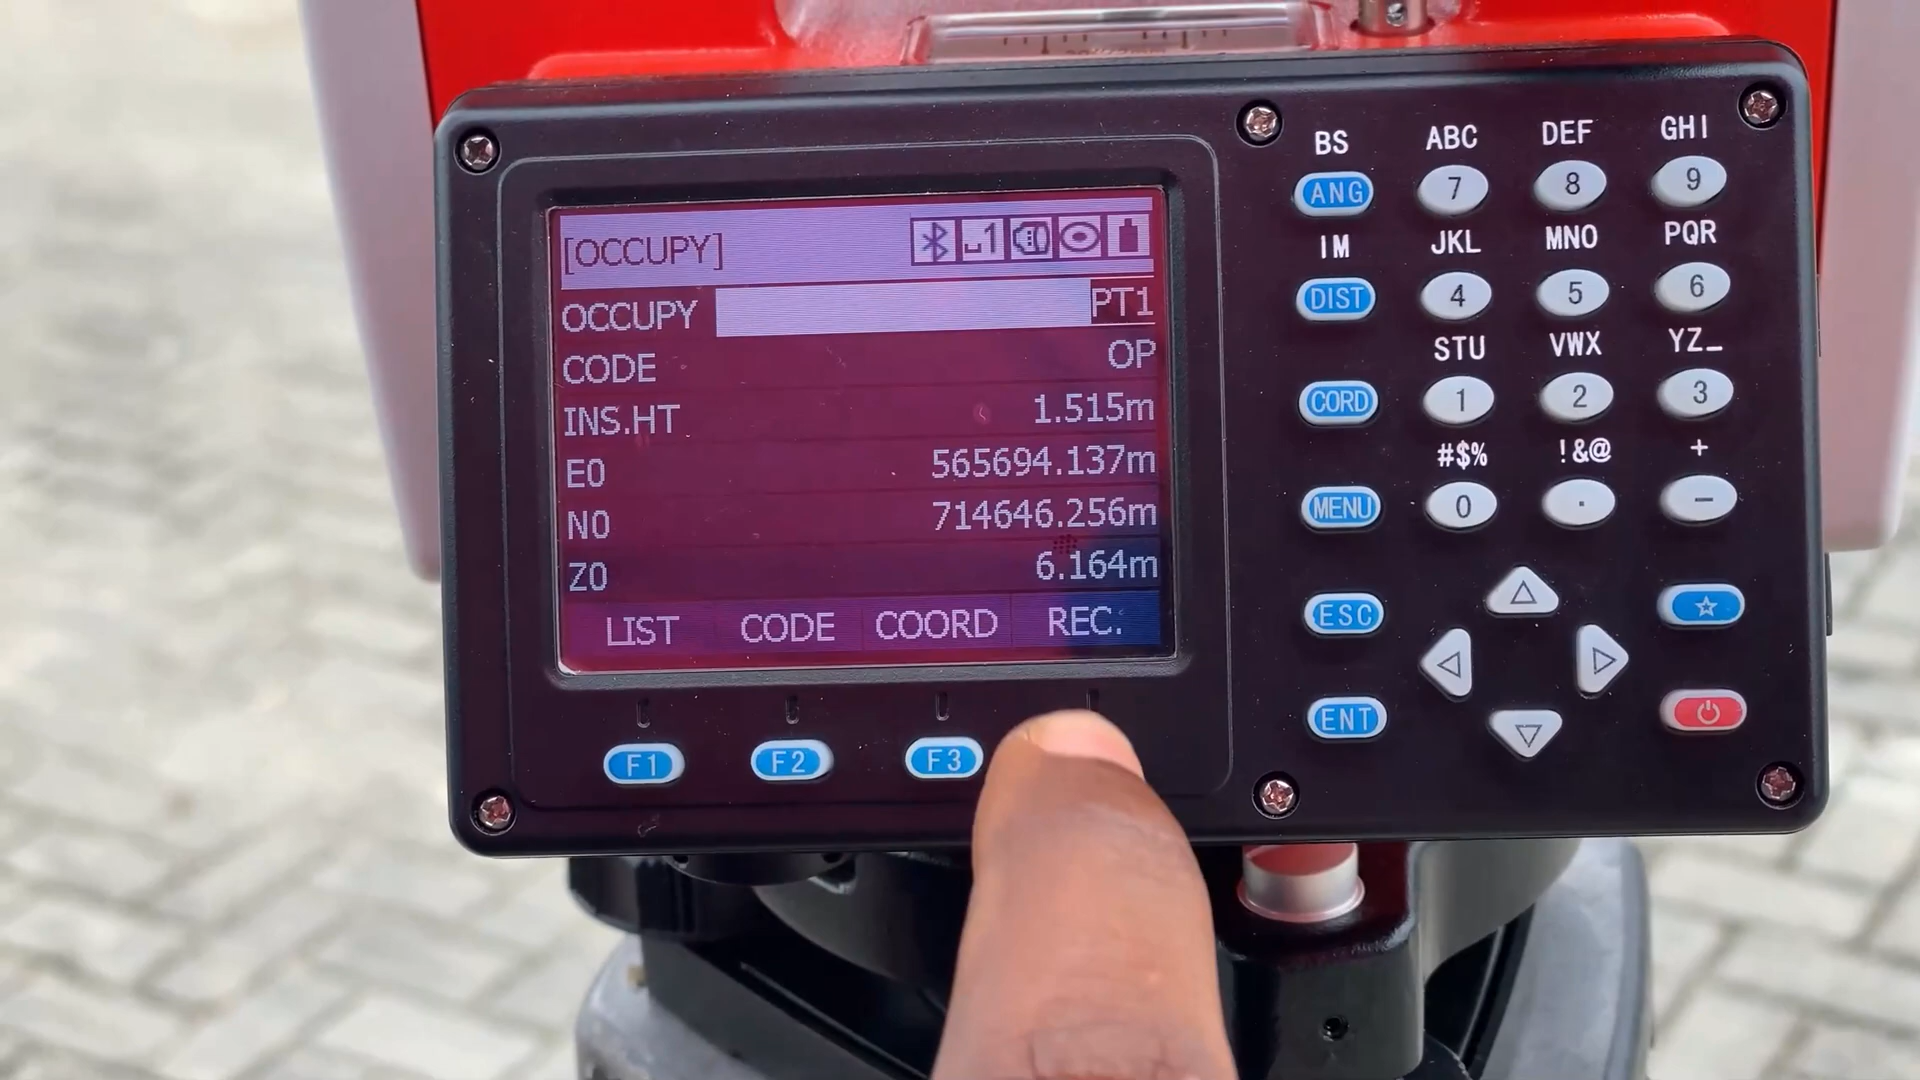 [OCCUPY] 1
OCCUPY PT1
CODE OP
INS.HT 1.515m
E0 565694.137m
N0 714646.256m
Z0 6.164m
LIST CODE COORD REC.
F1 F2 F3
BS ABC DEF GHI
ANG 7 8 9
IM JKL MNO PQR
DIST 4 5 6
STU VWX YZ_
CORD 1 2 3
#$% !&@ +
MENU 0 . -
ESC
ENT